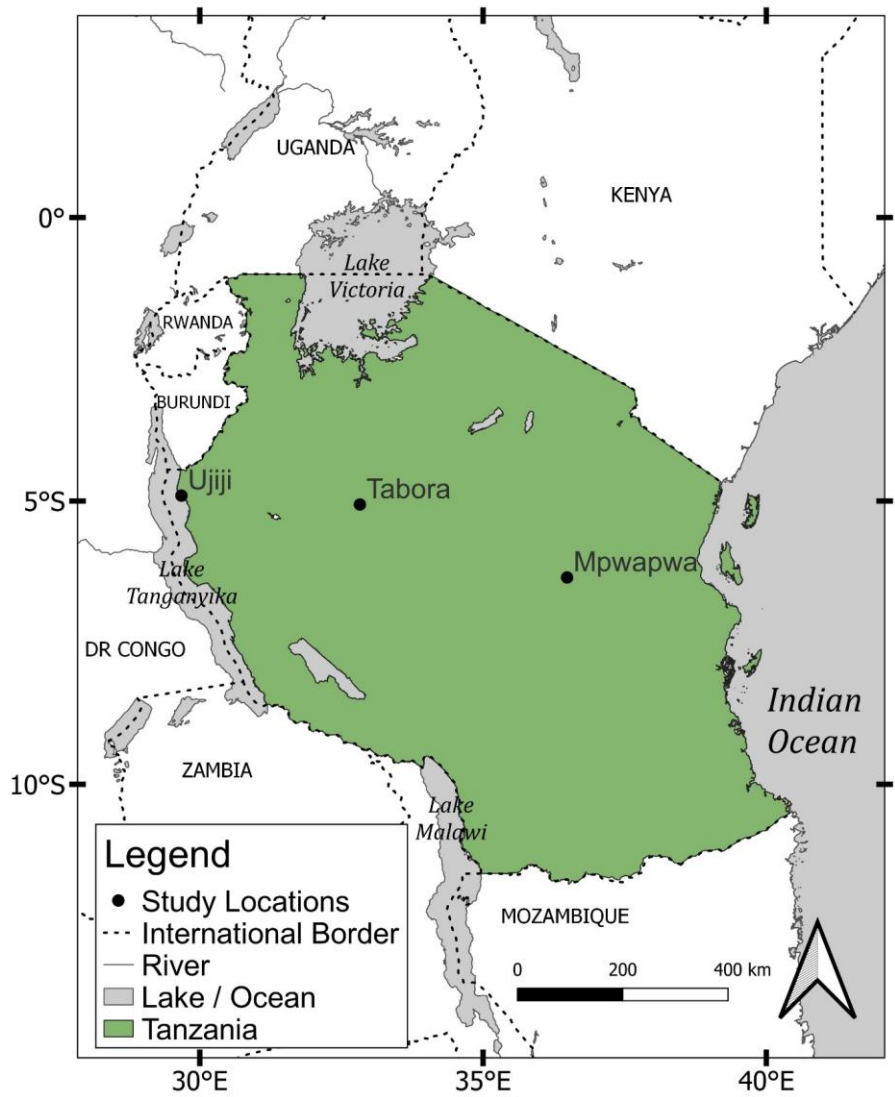 UGANDA
KENYA
0°
Lake
Victoria
RWANDA
BURUNDI
Ujiji
Tabora
5°S
Mpwapwa
Lake
Tanganyika
DR CONGO
Indian
Ocean
ZAMBIA
10°S
Lake
Malawi
Legend
Study Locations
International Border
River
Lake / Ocean
Tanzania
MOZAMBIQUE
0 200 400 km
30°E 35°E 40°E